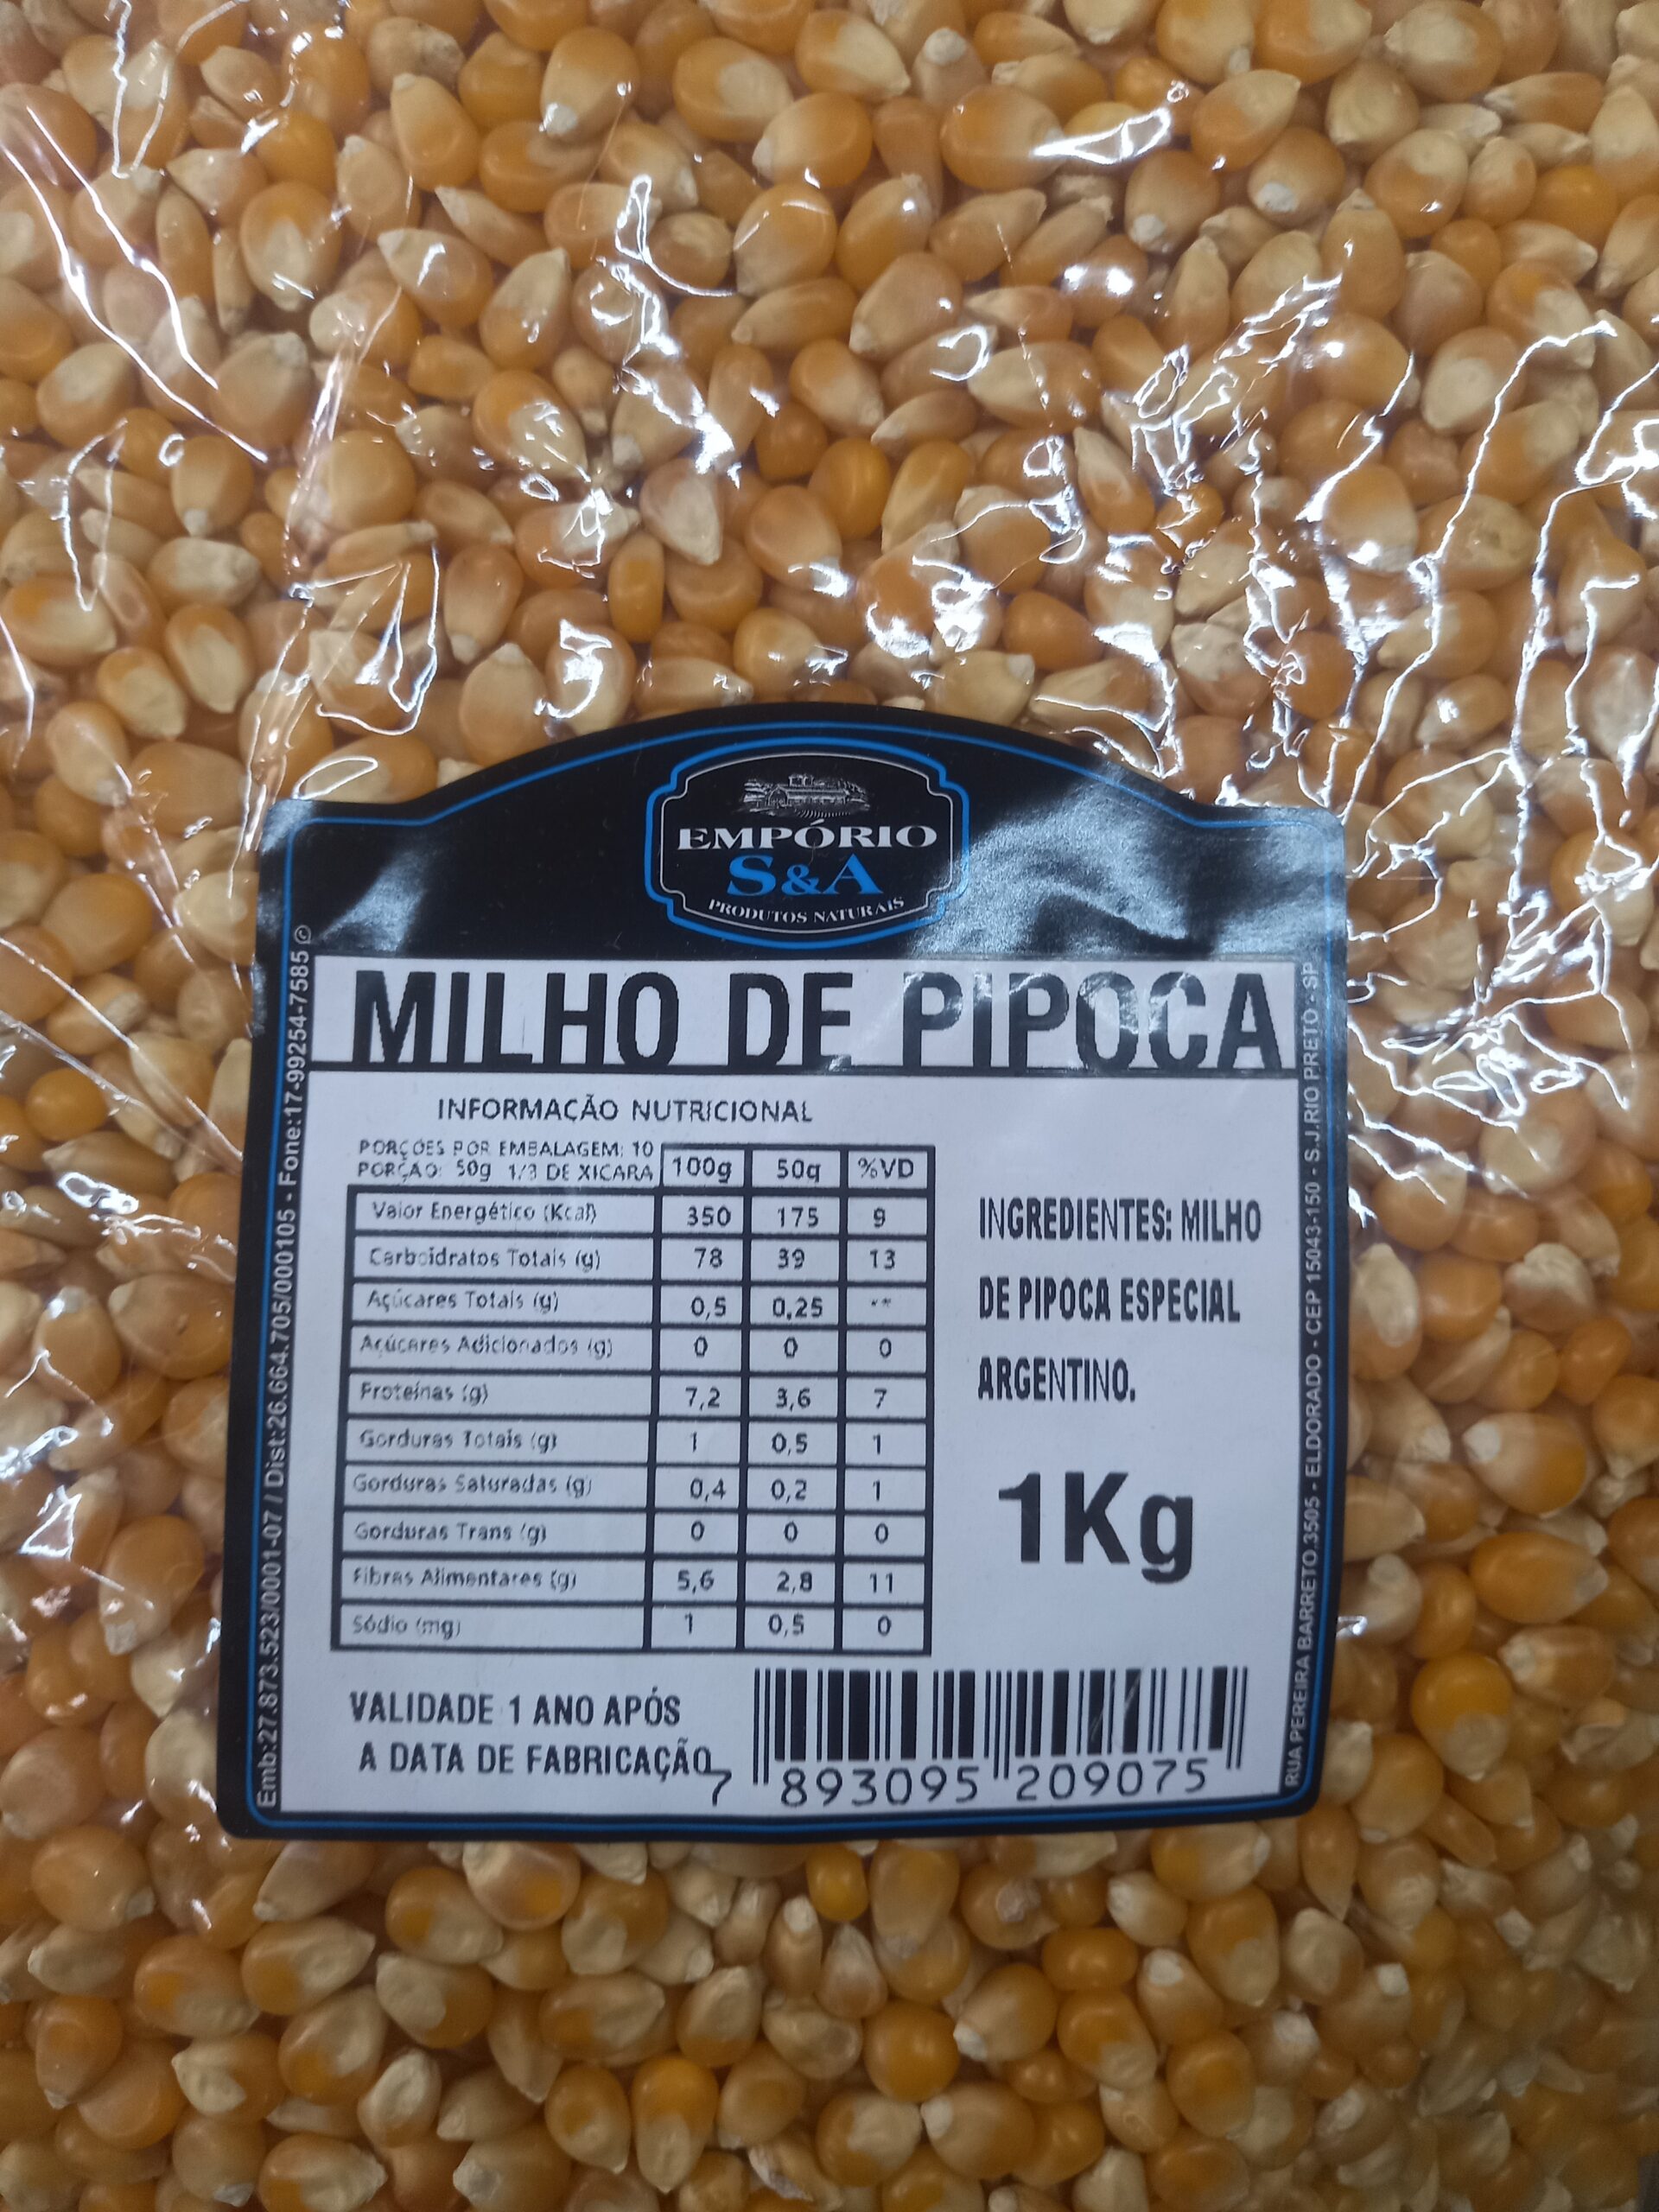 EMPÓRIO
S&A
PRODUTOS NATURAIS
MILHO DE PIPOCA
INFORMAÇÃO NUTRICIONAL
PORÇÕES POR EMBALAGEM: 10
PORÇÃO: 50g 1/3 DE XICARA 100g 50g %VD
Valor Energético (Kcal) 350 175 9
Carboidratos Totais (g) 78 39 13
Açúcares Totais (g) 0,5 0,25 **
Açúcares Adicionados (g) 0 0 0
Proteínas (g) 7,2 3,6 7
Gorduras Totais (g) 1 0,5 1
Gorduras Saturadas (g) 0,4 0,2 1
Gorduras Trans (g) 0 0 0
Fibras Alimentares (g) 5,6 2,8 11
Sódio (mg) 1 0,5 0
INGREDIENTES: MILHO
DE PIPOCA ESPECIAL
ARGENTINO.
1Kg
VALIDADE 1 ANO APÓS
A DATA DE FABRICAÇÃO
7 893095 209075
Emb:27.873.523/0001-07 / Dist:26.664.705/000105 - Fone:17-99254-7585
RUA PEREIRA BARRETO,3505 - ELDORADO - CEP 15043-150 - S.J.RIO PRETO - SP